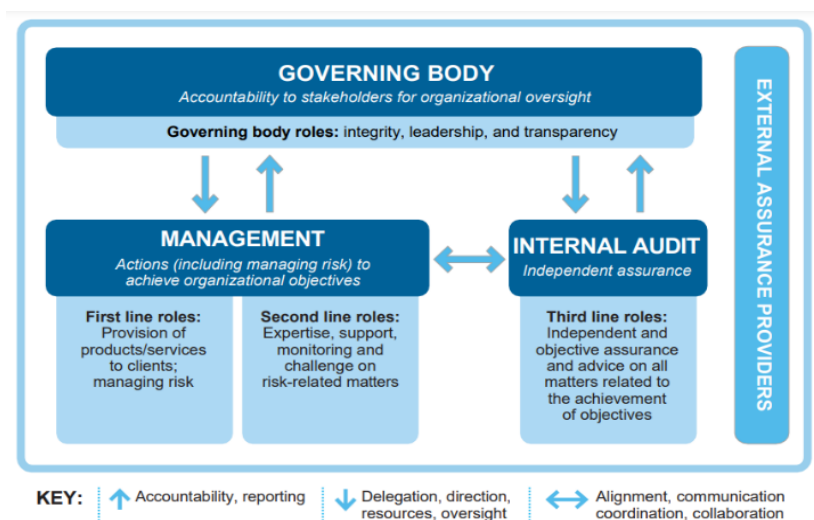 GOVERNING BODY
Accountability to stakeholders for organizational oversight
Governing body roles: integrity, leadership, and transparency
MANAGEMENT
Actions (including managing risk) to
achieve organizational objectives
First line roles:
Provision of
products/services
to clients;
managing risk
Second line roles:
Expertise, support,
monitoring and
challenge on
risk-related matters
INTERNAL AUDIT
Independent assurance
Third line roles:
Independent and
objective assurance
and advice on all
matters related to
the achievement
of objectives
EXTERNAL ASSURANCE PROVIDERS
KEY:
Accountability, reporting
Delegation, direction,
resources, oversight
Alignment, communication
coordination, collaboration